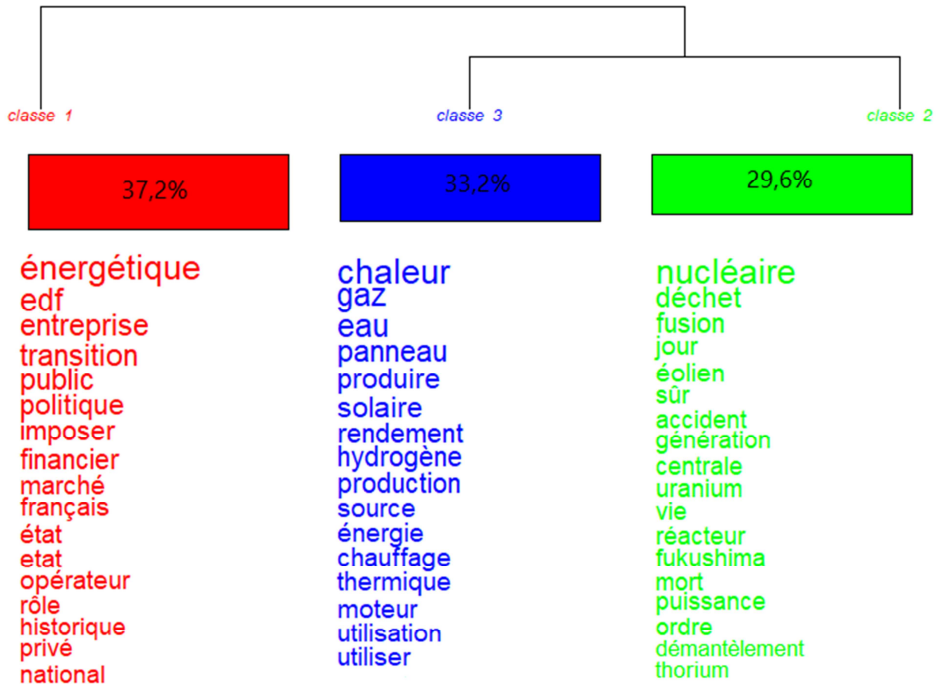 classe 1
classe 3
classe 2
37,2%
33,2%
29,6%
énergétique
edf
entreprise
transition
public
politique
imposer
financier
marché
français
état
etat
opérateur
rôle
historique
privé
national
chaleur
gaz
eau
panneau
produire
solaire
rendement
hydrogène
production
source
énergie
chauffage
thermique
moteur
utilisation
utiliser
nucléaire
déchet
fusion
jour
éolien
sûr
accident
génération
centrale
uranium
vie
réacteur
fukushima
mort
puissance
ordre
démantèlement
thorium